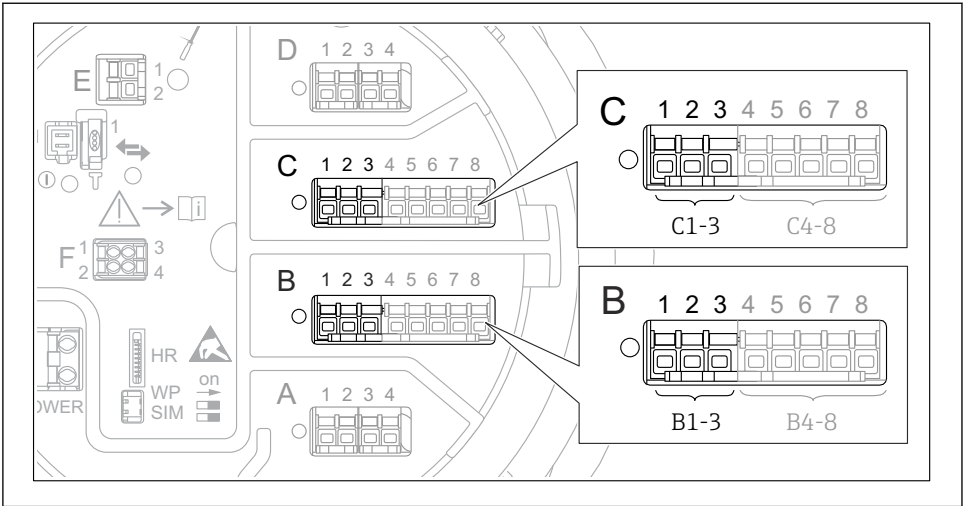 D 1 2 3 4
E 1
2
1
C 1 2 3 4 5 6 7 8
i
F 1 3
2 4
B 1 2 3 4 5 6 7 8
HR
WP on
SIM
OWER
A 1 2 3 4
C 1 2 3 4 5 6 7 8
C1-3 C4-8
B 1 2 3 4 5 6 7 8
B1-3 B4-8